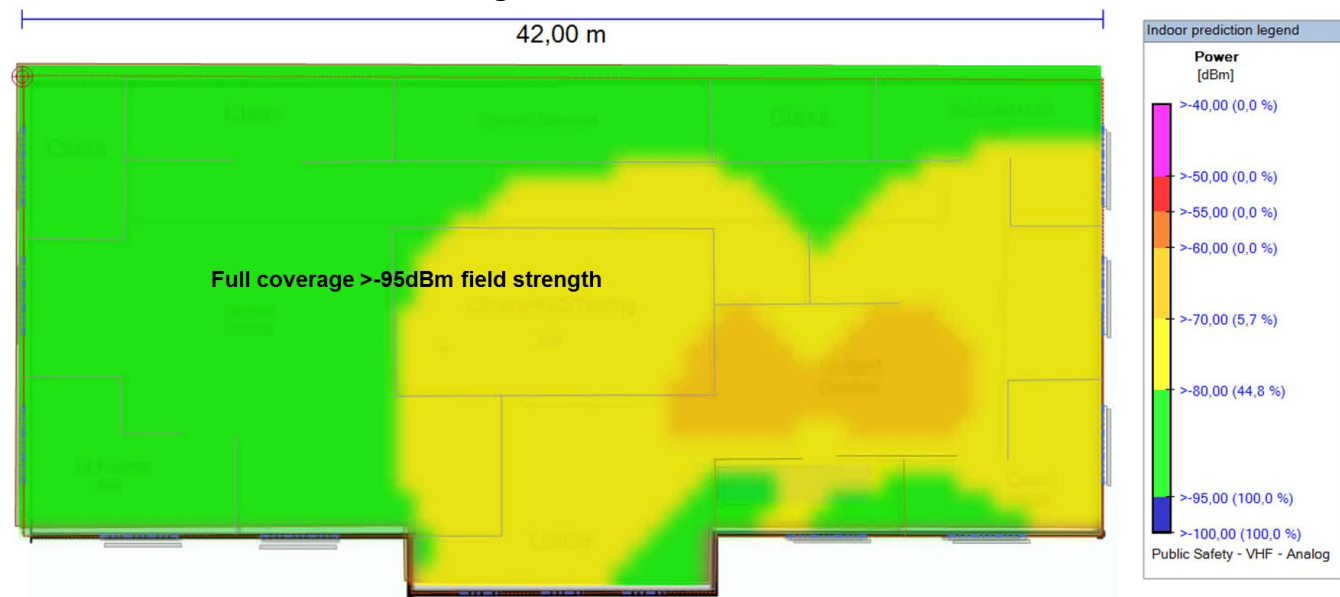 42,00 m
Class
Class
Class
Full coverage >-95dBm field strength
Lobby
Indoor prediction legend
Power
[dBm]
>-40,00 (0,0 %)
>-50,00 (0,0 %)
>-55,00 (0,0 %)
>-60,00 (0,0 %)
>-70,00 (5,7 %)
>-80,00 (44,8 %)
>-95,00 (100,0 %)
>-100,00 (100,0 %)
Public Safety - VHF - Analog